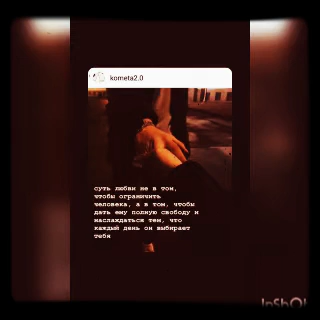 kometa2.0
суть любви не в том,
чтобы ограничить
человека, а в том, чтобы
дать ему полную свободу и
наслаждаться тем, что
каждый день он выбирает
тебя
InShOt